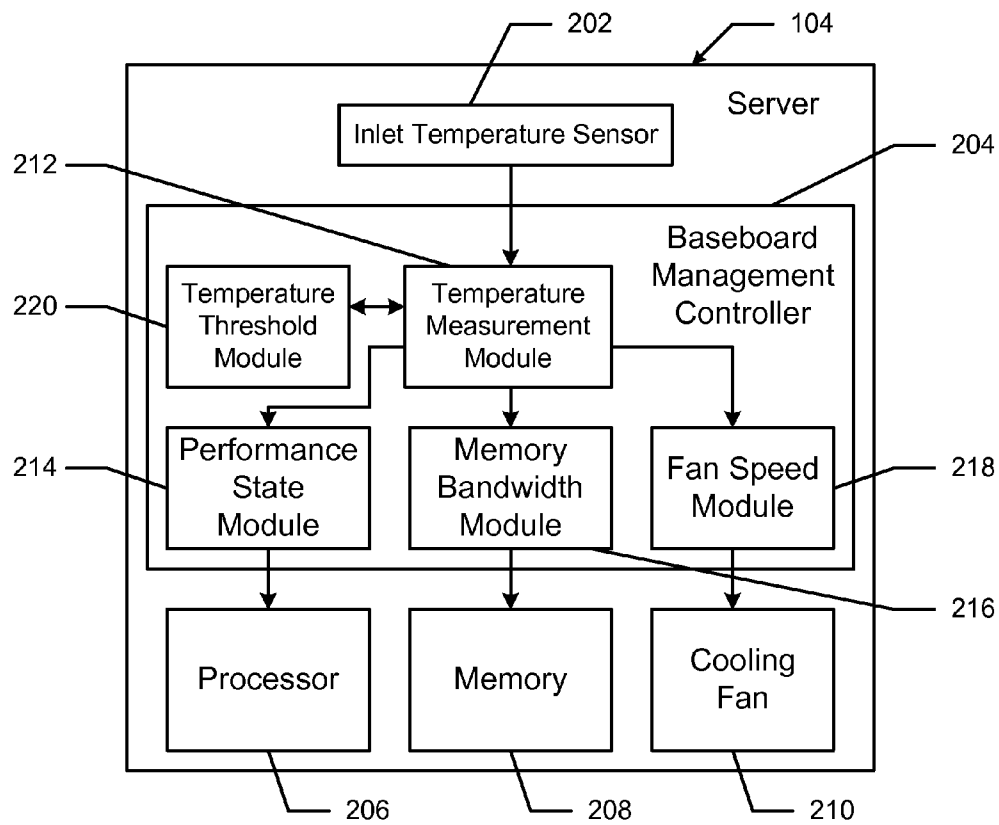 202
104
Server
Inlet Temperature Sensor
212
204
Baseboard
Management
Controller
Temperature
Threshold
Module
Temperature
Measurement
Module
220
Performance
State
Module
Memory
Bandwidth
Module
Fan Speed
Module
214
218
216
Processor
Memory
Cooling
Fan
206
208
210